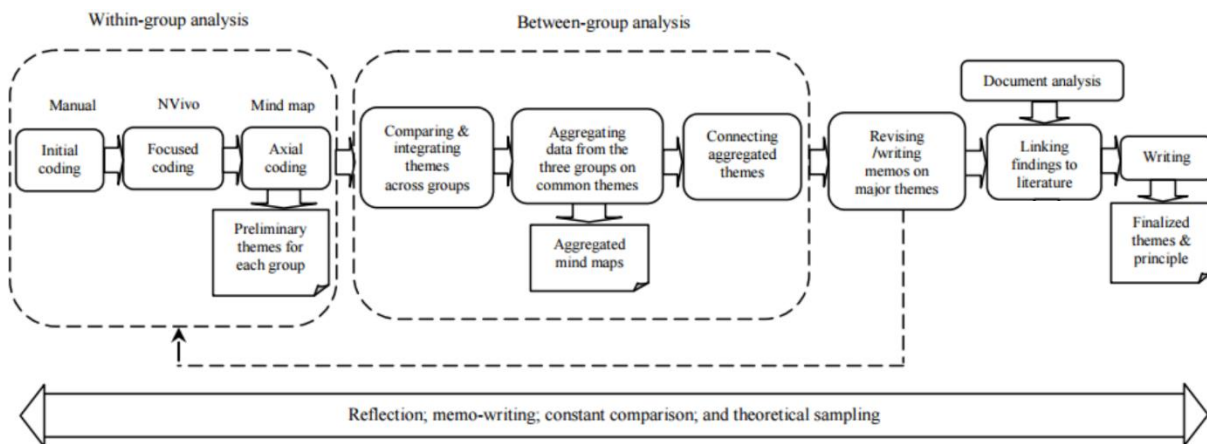 Within-group analysis
Between-group analysis
Manual
NVivo
Mind map
Initial
coding
Focused
coding
Axial
coding
Preliminary
themes for
each group
Comparing &
integrating
themes
across groups
Aggregating
data from the
three groups on
common themes
Aggregated
mind maps
Connecting
aggregated
themes
Revising
/writing
memos on
major themes
Document analysis
Linking
findings to
literature
Writing
Finalized
themes &
principle
Reflection; memo-writing; constant comparison; and theoretical sampling